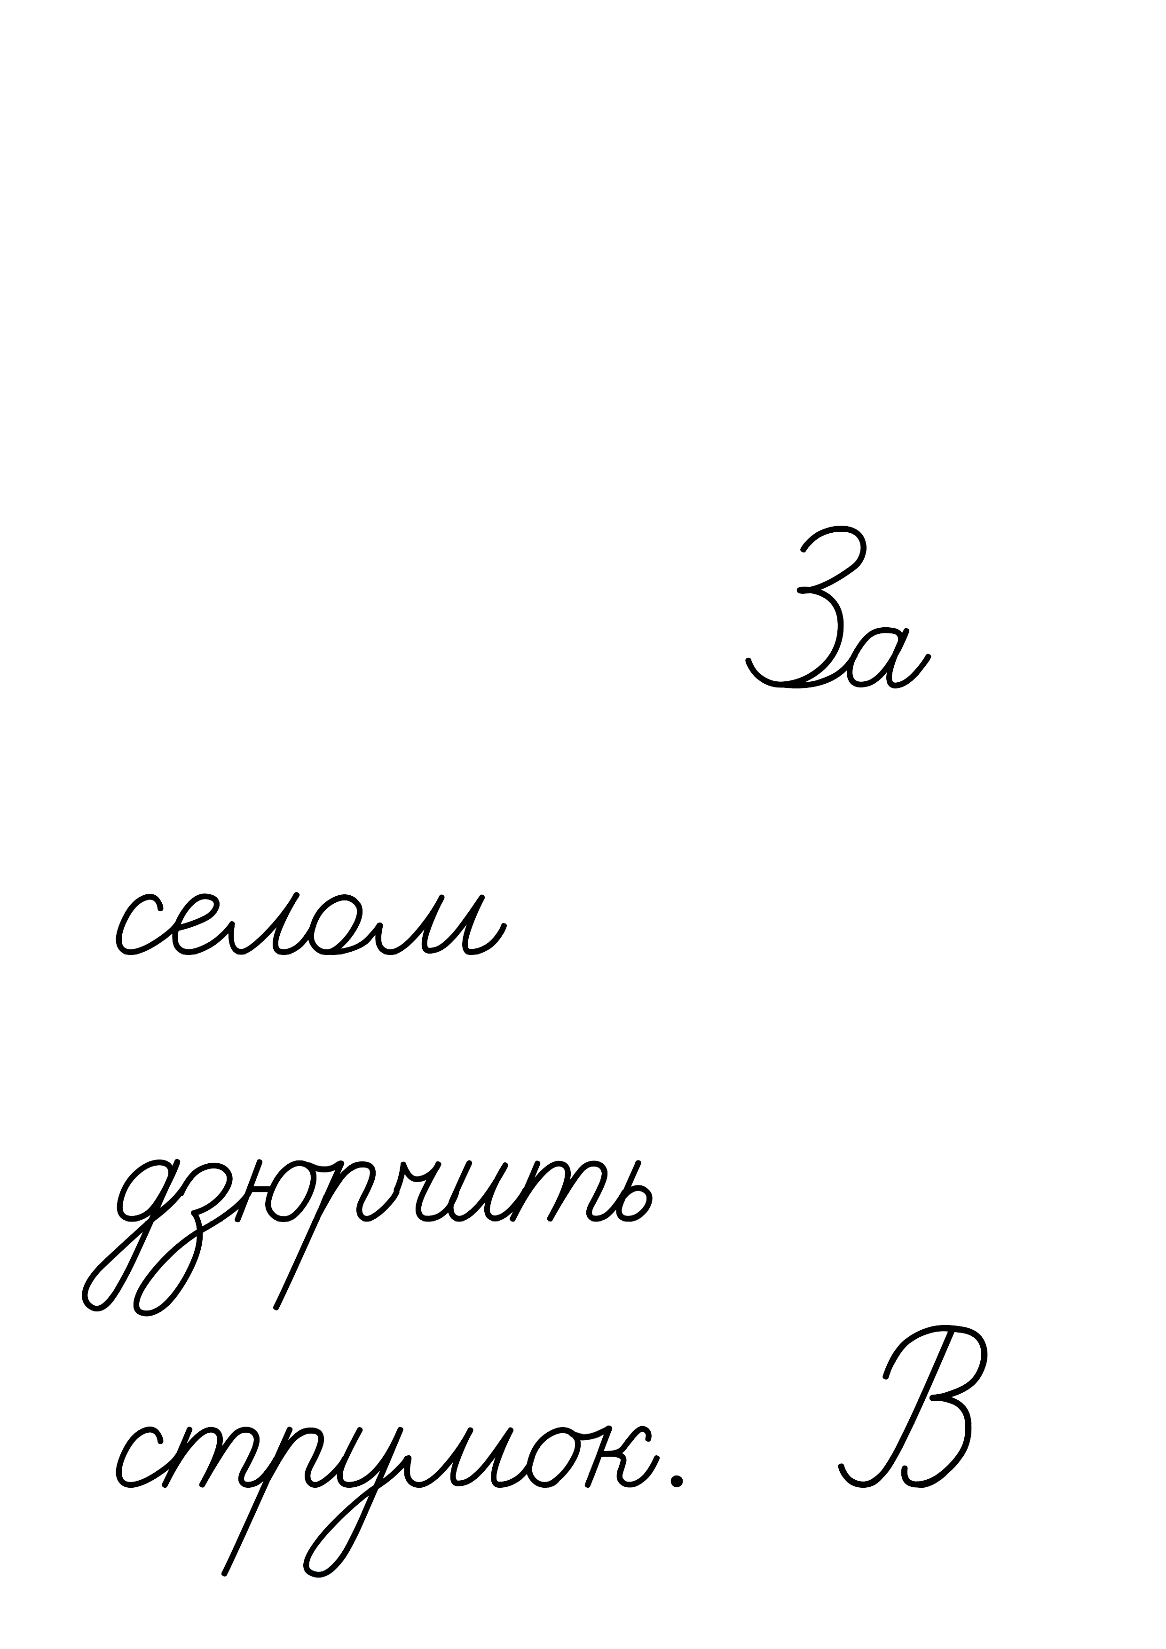 За
селом
дзюрчить
струмок. В